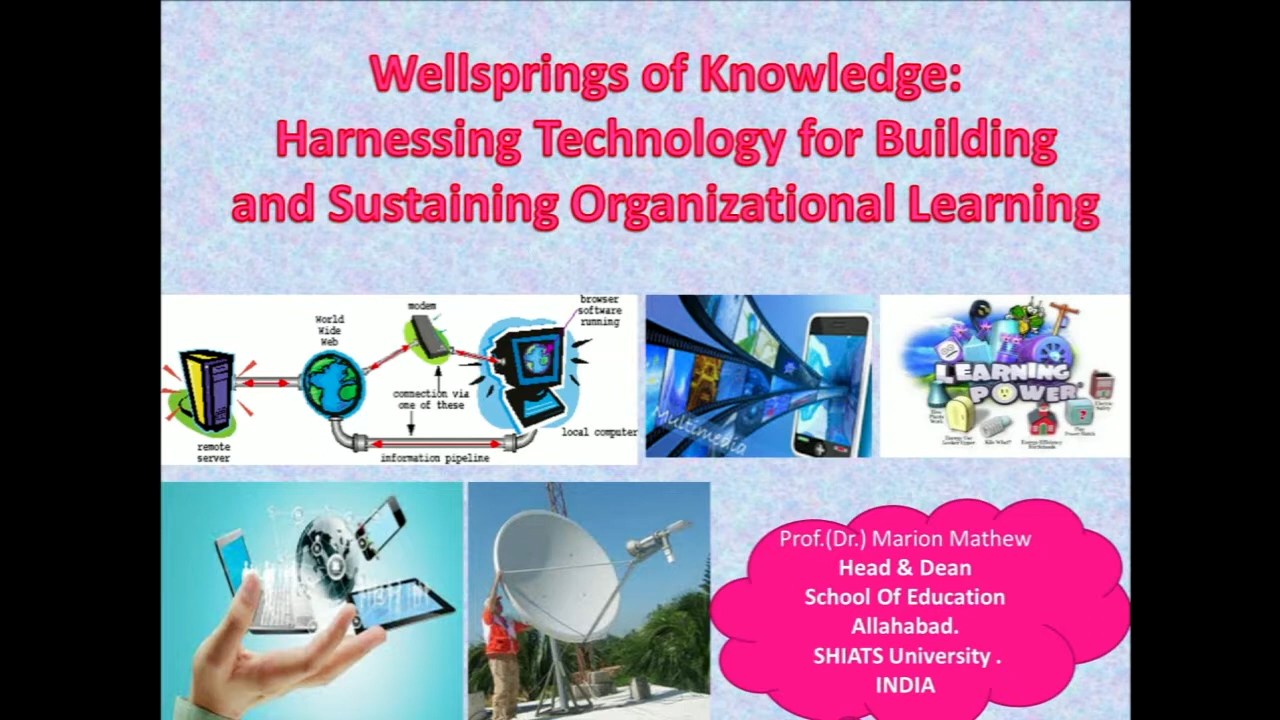 Wellsprings of Knowledge:
Harnessing Technology for Building
and Sustaining Organizational Learning
World
Wide
Web
modem
browser
software
running
connection via
one of these
remote
server
local computer
information pipeline
Multimedia
LEARNING
POWER
Prof.(Dr.) Marion Mathew
Head & Dean
School Of Education
Allahabad.
SHIATS University .
INDIA